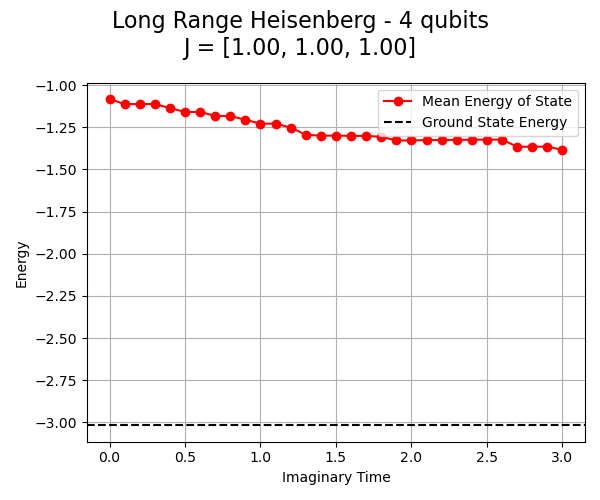 Long Range Heisenberg - 4 qubits
J = [1.00, 1.00, 1.00]
Mean Energy of State
Ground State Energy
Energy
−1.00
−1.25
−1.50
−1.75
−2.00
−2.25
−2.50
−2.75
−3.00
0.0 0.5 1.0 1.5 2.0 2.5 3.0
Imaginary Time